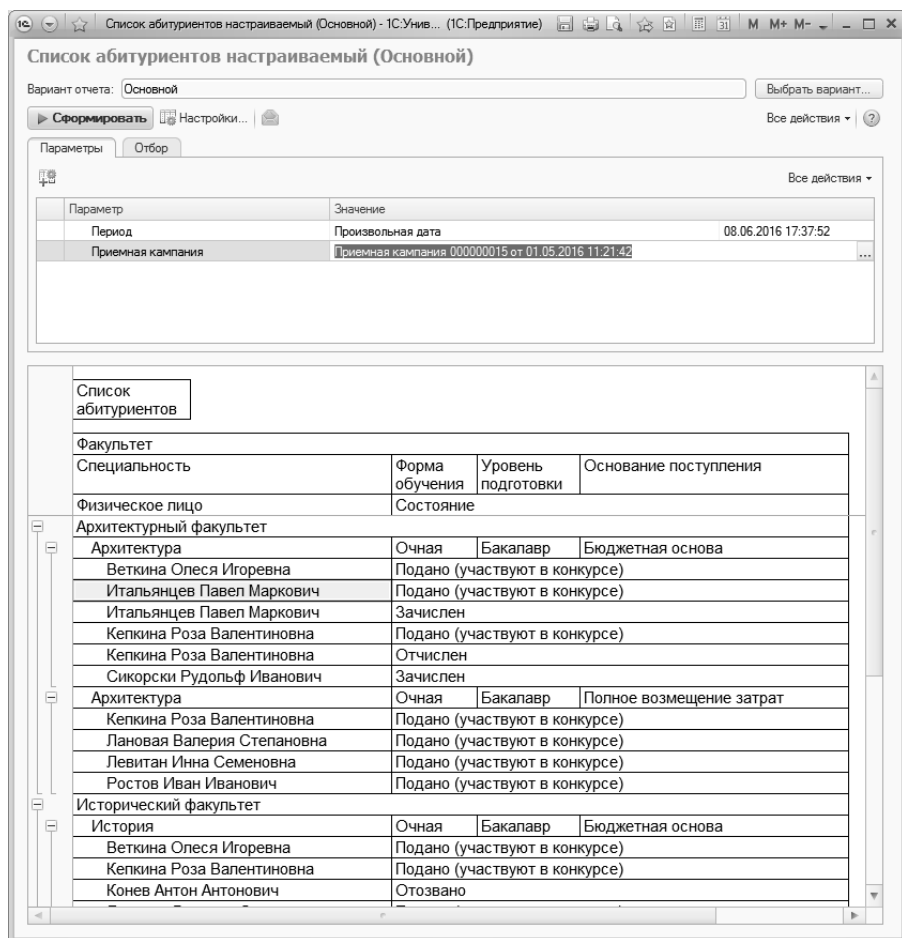 Список абитуриентов настраиваемый (Основной) - 1С:Унив... (1С:Предприятие) 31 M M+ M-
Список абитуриентов настраиваемый (Основной)
Вариант отчета: Основной Выбрать вариант...
Сформировать Настройки... Все действия ?
Параметры Отбор
Все действия
Параметр Значение
Период Произвольная дата 08.06.2016 17:37:52
Приемная кампания Приемная кампания 000000015 от 01.05.2016 11:21:42 ...
Список
абитуриентов
Факультет
Специальность Форма обучения Уровень подготовки Основание поступления
Физическое лицо Состояние
Архитектурный факультет
Архитектура Очная Бакалавр Бюджетная основа
Веткина Олеся Игоревна Подано (участвуют в конкурсе)
Итальянцев Павел Маркович Подано (участвуют в конкурсе)
Итальянцев Павел Маркович Зачислен
Кепкина Роза Валентиновна Подано (участвуют в конкурсе)
Кепкина Роза Валентиновна Отчислен
Сикорски Рудольф Иванович Зачислен
Архитектура Очная Бакалавр Полное возмещение затрат
Кепкина Роза Валентиновна Подано (участвуют в конкурсе)
Лановая Валерия Степановна Подано (участвуют в конкурсе)
Левитан Инна Семеновна Подано (участвуют в конкурсе)
Ростов Иван Иванович Подано (участвуют в конкурсе)
Исторический факультет
История Очная Бакалавр Бюджетная основа
Веткина Олеся Игоревна Подано (участвуют в конкурсе)
Кепкина Роза Валентиновна Подано (участвуют в конкурсе)
Конев Антон Антонович Отозвано